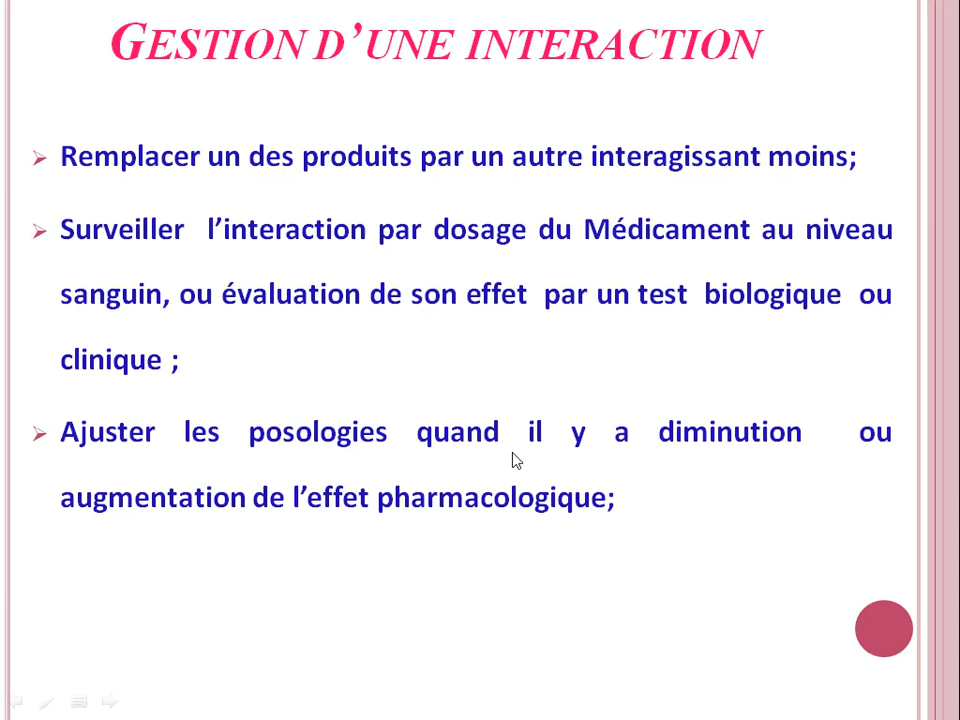 GESTION D’UNE INTERACTION
Remplacer un des produits par un autre interagissant moins;
Surveiller l’interaction par dosage du Médicament au niveau
sanguin, ou évaluation de son effet par un test biologique ou
clinique ;
Ajuster les posologies quand il y a diminution ou
augmentation de l’effet pharmacologique;